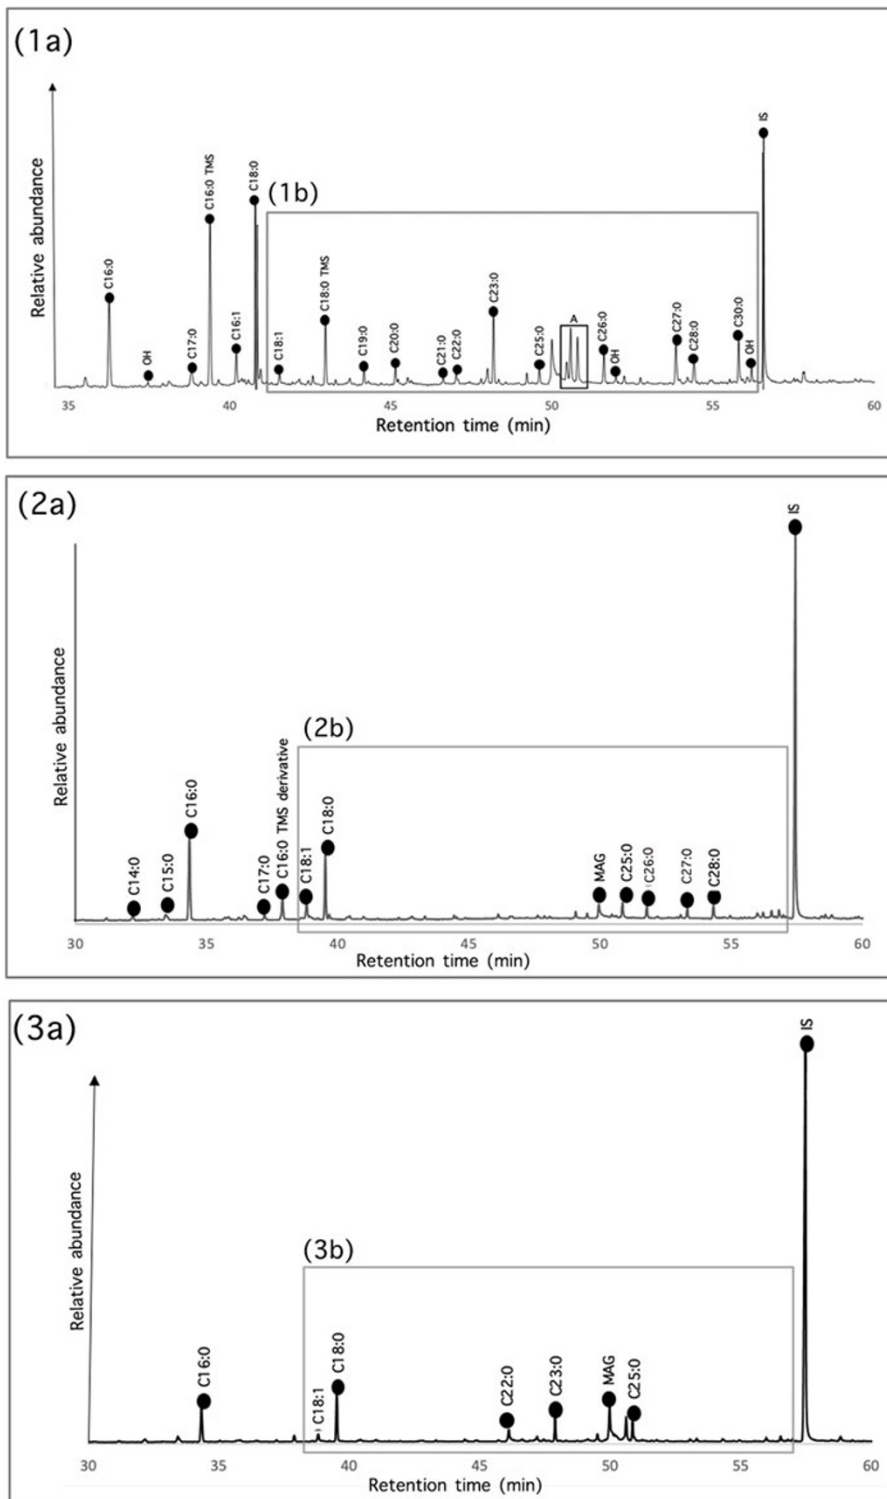 (1a)
Relative abundance
C16:0
OH
C17:0
C16:0 TMS
C16:1
C18:0
(1b)
C18:1
C18:0 TMS
C19:0
C20:0
C21:0
C22:0
C23:0
C25:0
A
C26:0
OH
C27:0
C28:0
C30:0
OH
IS
35 40 45 50 55 60
Retention time (min)
(2a)
Relative abundance
C14:0
C15:0
C16:0
C17:0
C16:0 TMS derivative
(2b)
C18:1
C18:0
MAG
C25:0
C26:0
C27:0
C28:0
IS
30 35 40 45 50 55 60
Retention time (min)
(3a)
Relative abundance
C16:0
(3b)
C18:1
C18:0
C22:0
C23:0
MAG
C25:0
IS
30 40 45 50 55 60
Retention time (min)